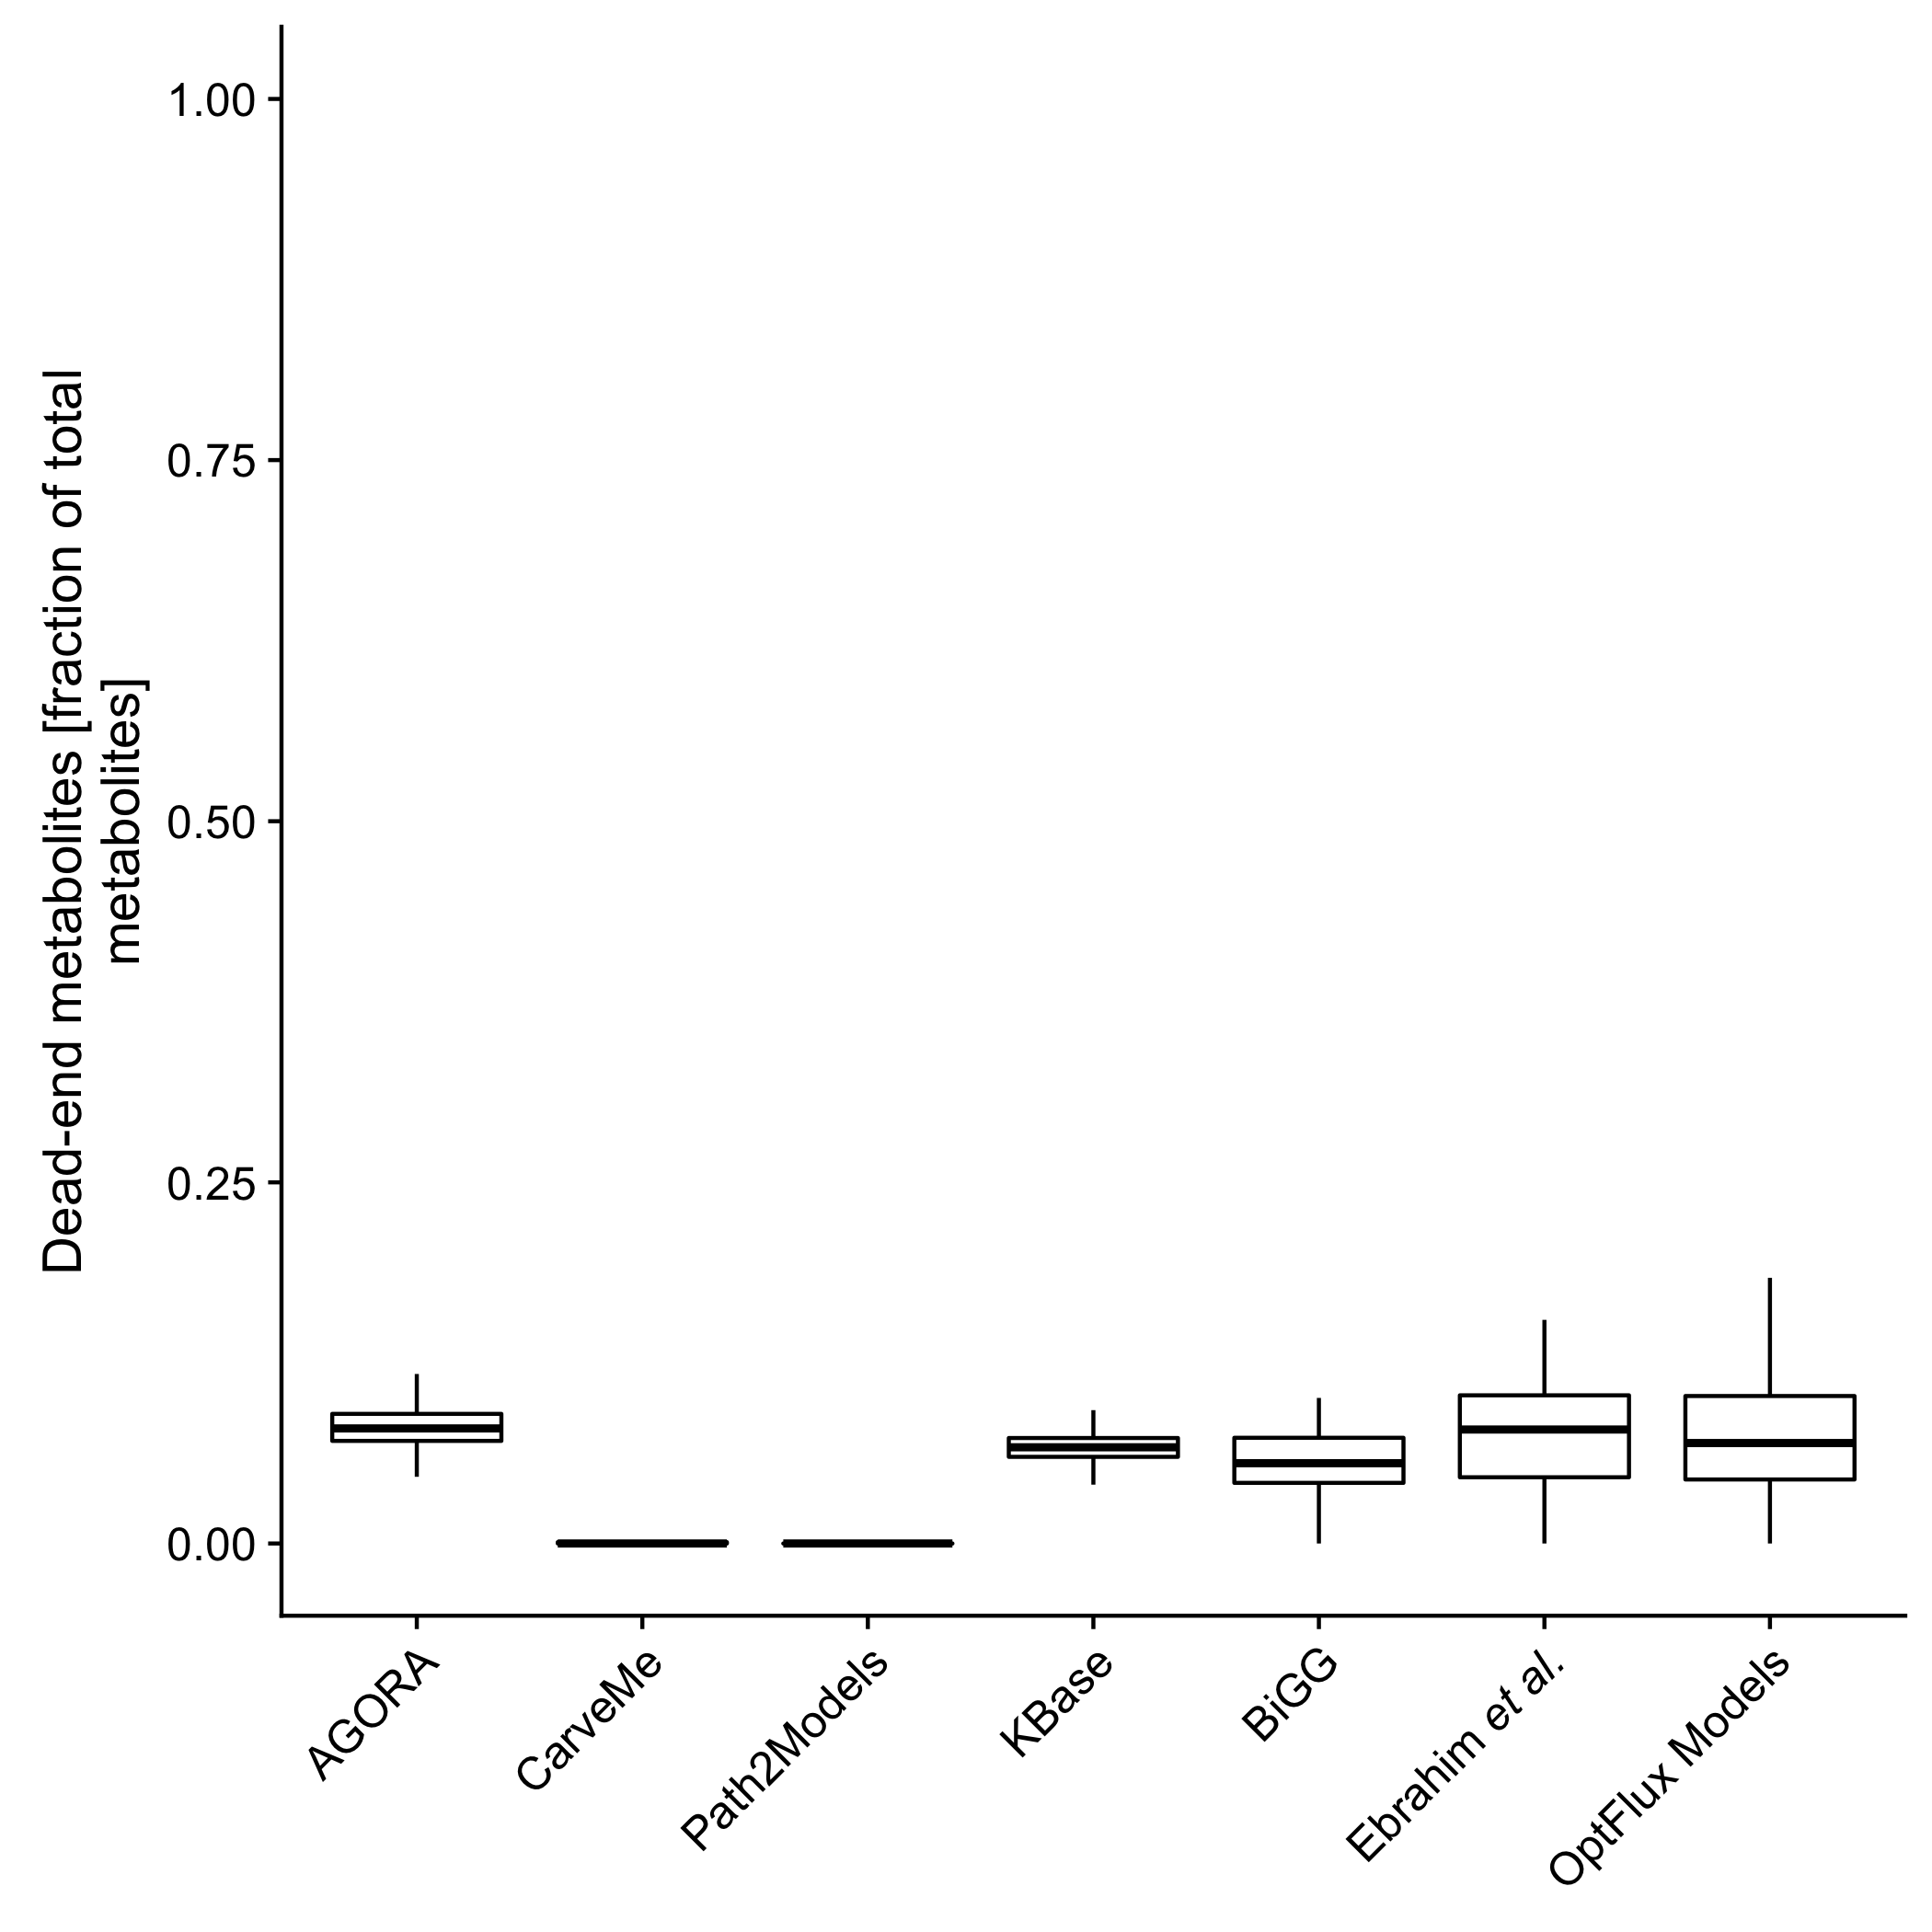 Dead-end metabolites [fraction of total
metabolites]
1.00
0.75
0.50
0.25
0.00
AGORA
CarveMe
Path2Models
KBase
BiGG
Ebrahim et al.
OptFlux Models